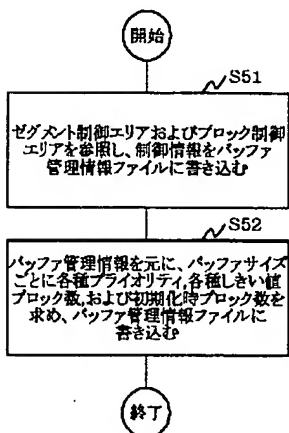 開始
S51
セグメント制御エリアおよびブロック制御
エリアを参照し、制御情報をバッファ
管理情報ファイルに書き込む
S52
バッファ管理情報を元に、バッファサイズ
ごとに各種プライオリティ,各種しきい値
ブロック数,および初期化時ブロック数を
求め、バッファ管理情報ファイルに
書き込む
終了